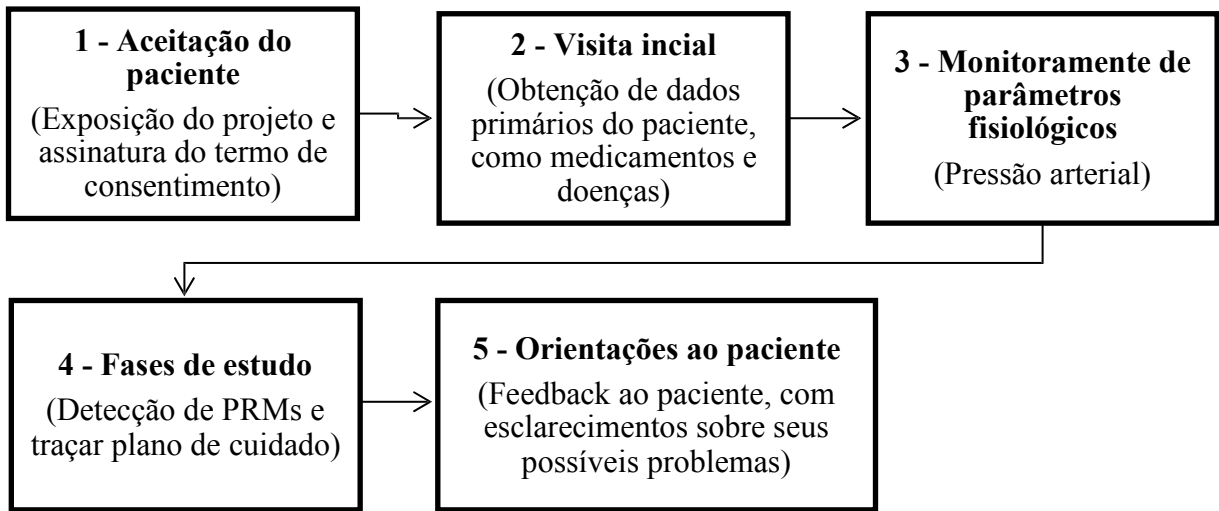 1 - Aceitação do
paciente
(Exposição do projeto e
assinatura do termo de
consentimento)
2 - Visita incial
(Obtenção de dados
primários do paciente,
como medicamentos e
doenças)
3 - Monitoramente de
parâmetros
fisiológicos
(Pressão arterial)
4 - Fases de estudo
(Detecção de PRMs e
traçar plano de cuidado)
5 - Orientações ao paciente
(Feedback ao paciente, com
esclarecimentos sobre seus
possíveis problemas)